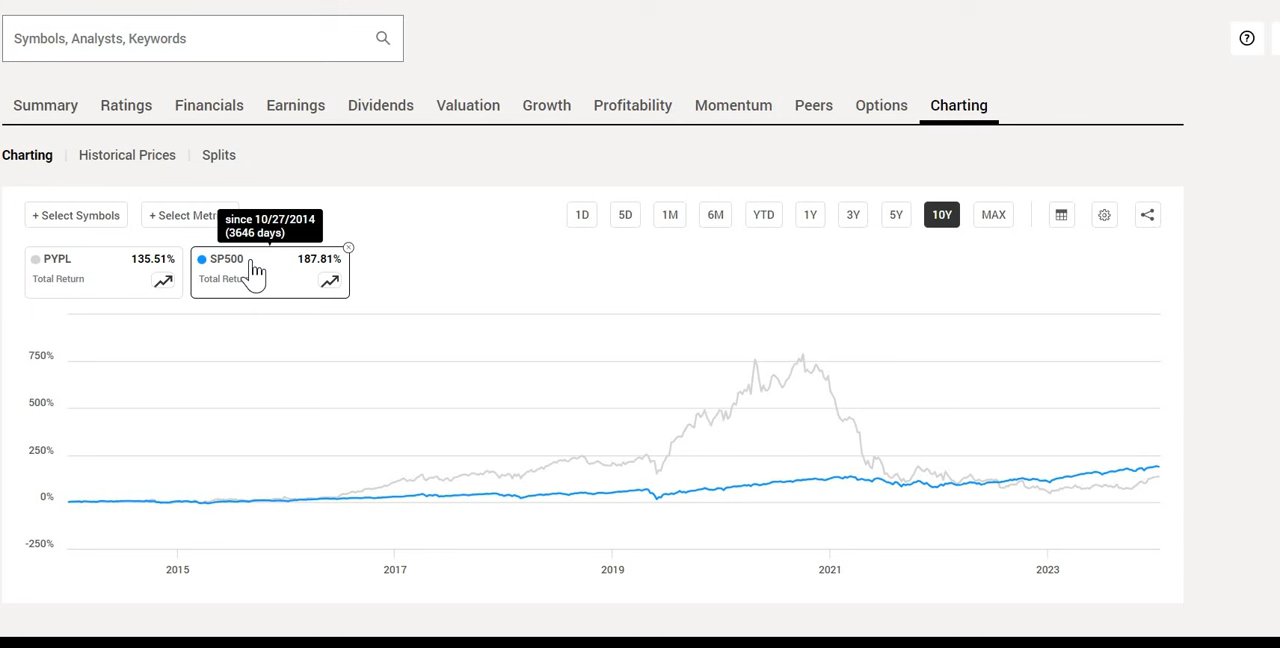 Symbols, Analysts, Keywords
Summary Ratings Financials Earnings Dividends Valuation Growth Profitability Momentum Peers Options Charting
Charting Historical Prices Splits
+ Select Symbols + Select Metr 1D 5D 1M 6M YTD 1Y 3Y 5Y 10Y MAX
since 10/27/2014
(3646 days)
PYPL 135.51% SP500 187.81%
Total Return Total Retu
750%
500%
250%
0%
-250%
2015 2017 2019 2021 2023